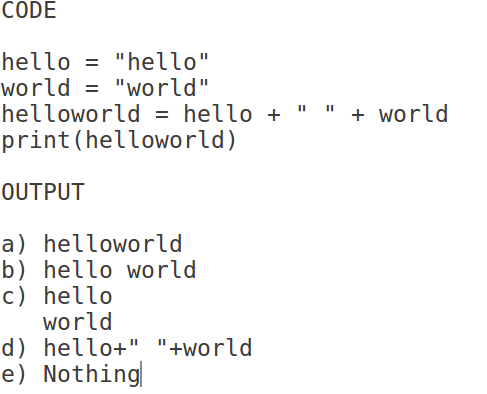 CODE
hello = "hello"
world = "world"
helloworld = hello + " " + world
print(helloworld)
OUTPUT
a) helloworld
b) hello world
c) hello
   world
d) hello+" "+world
e) Nothing